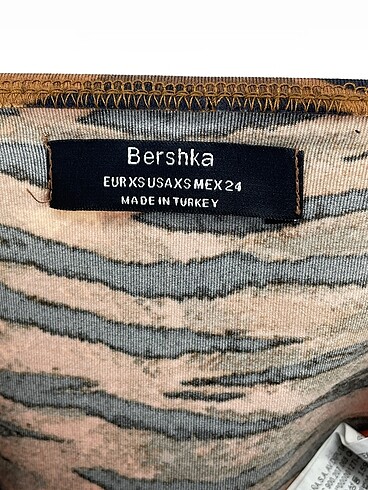 Bershka
EUR XS USA XS MEX 24
MADE IN TURKEY